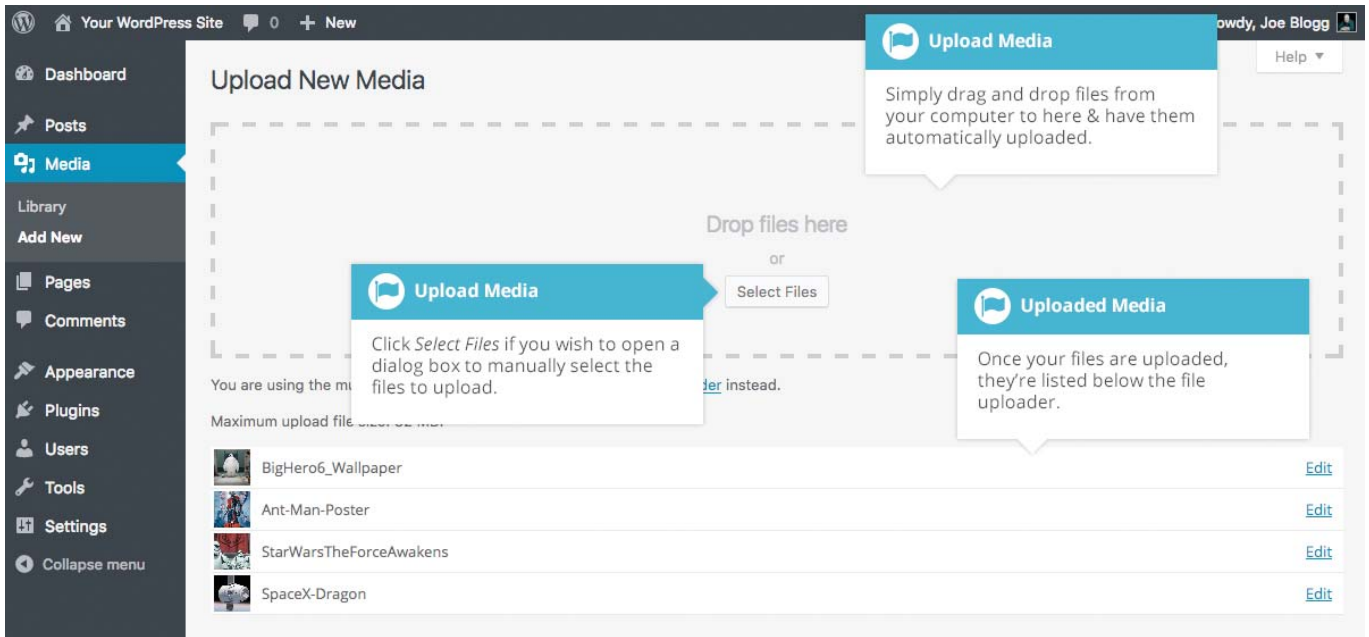 Your WordPress Site 0 + New
owdy, Joe Blogg
Help ▼
Dashboard
Posts
Media
Library
Add New
Pages
Comments
Appearance
Plugins
Users
Tools
Settings
Collapse menu
Upload New Media
Upload Media
Simply drag and drop files from
your computer to here & have them
automatically uploaded.
Drop files here
or
Select Files
Upload Media
Click Select Files if you wish to open a
dialog box to manually select the
files to upload.
Uploaded Media
Once your files are uploaded,
they’re listed below the file
uploader.
You are using the mu
der instead.
Maximum upload file
BigHero6_Wallpaper Edit
Ant-Man-Poster Edit
StarWarsTheForceAwakens Edit
SpaceX-Dragon Edit